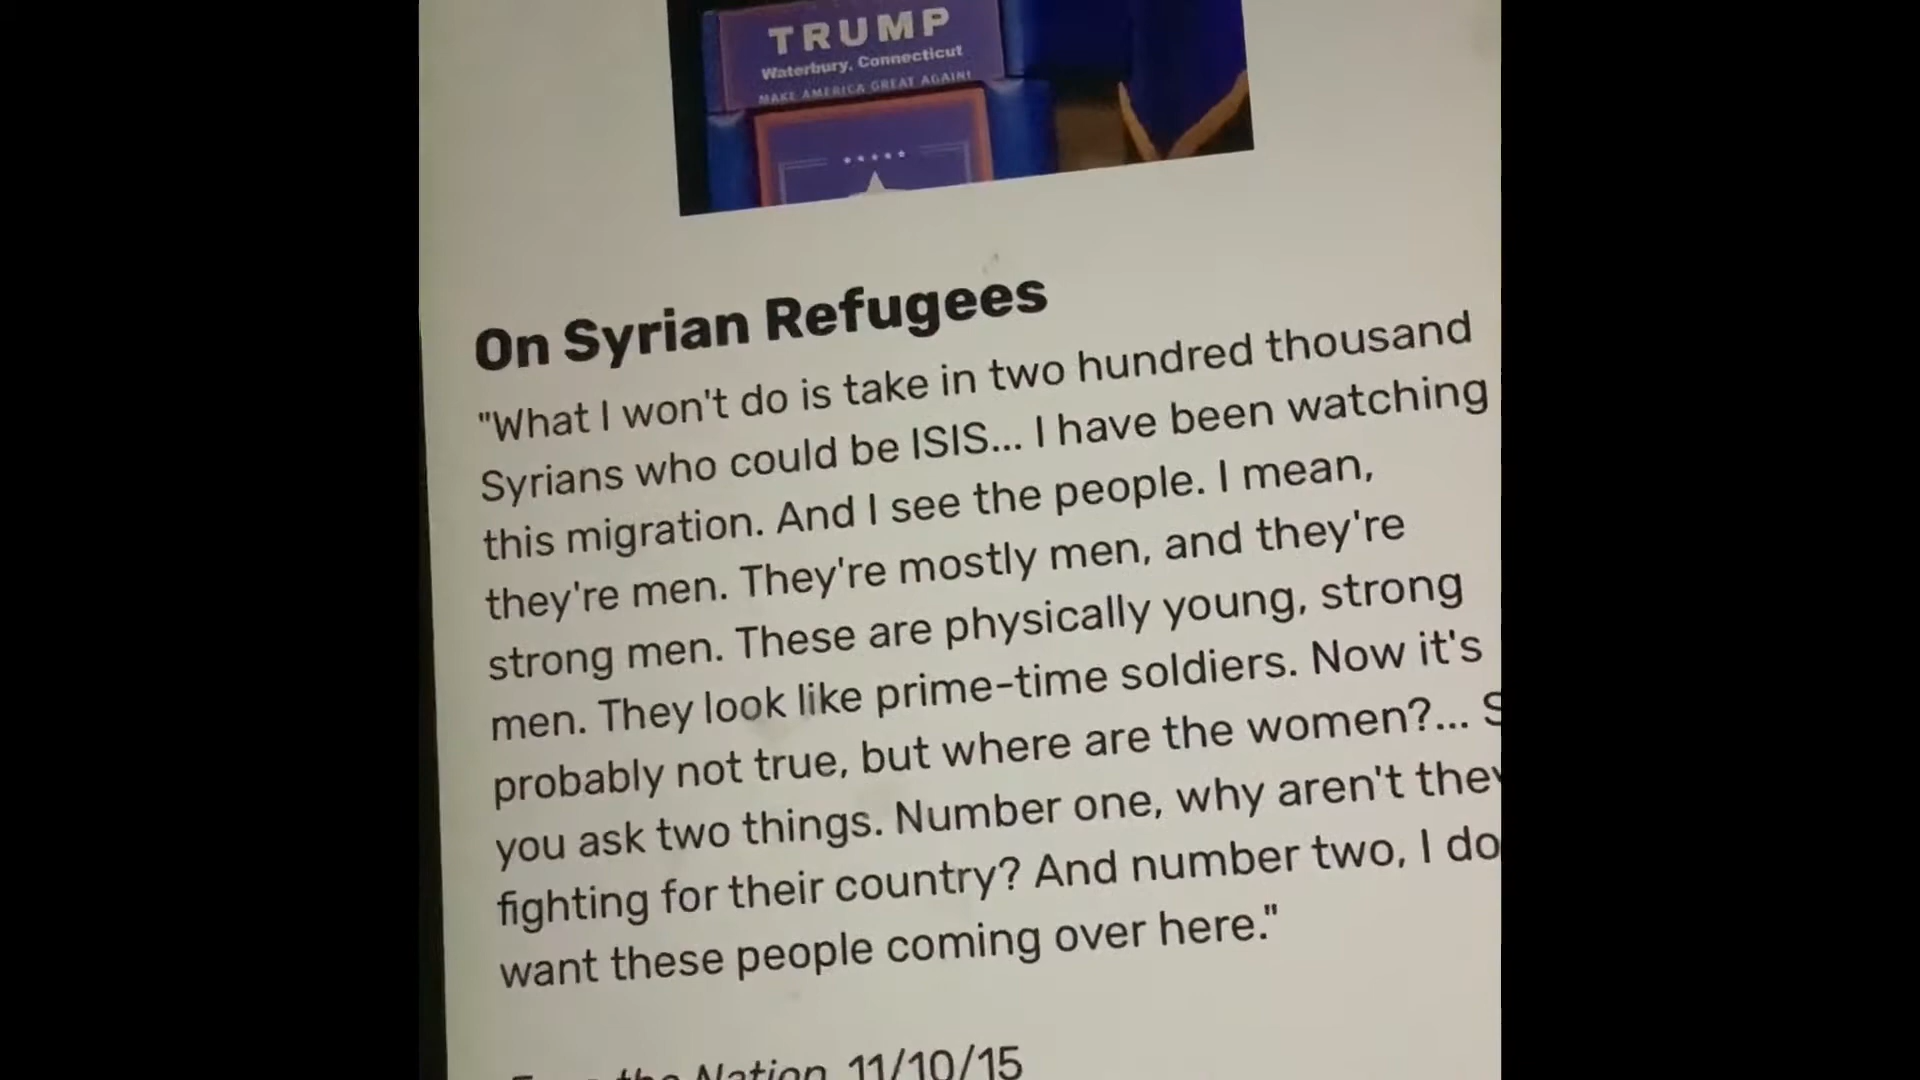 TRUMP
Waterbury, Connecticut
MAKE AMERICA GREAT AGAIN!
On Syrian Refugees
"What I won't do is take in two hundred thousand
Syrians who could be ISIS... I have been watching
this migration. And I see the people. I mean,
they're men. They're mostly men, and they're
strong men. These are physically young, strong
men. They look like prime-time soldiers. Now it's
probably not true, but where are the women?...
you ask two things. Number one, why aren't they
fighting for their country? And number two, I do
want these people coming over here."
the Nation, 11/10/15